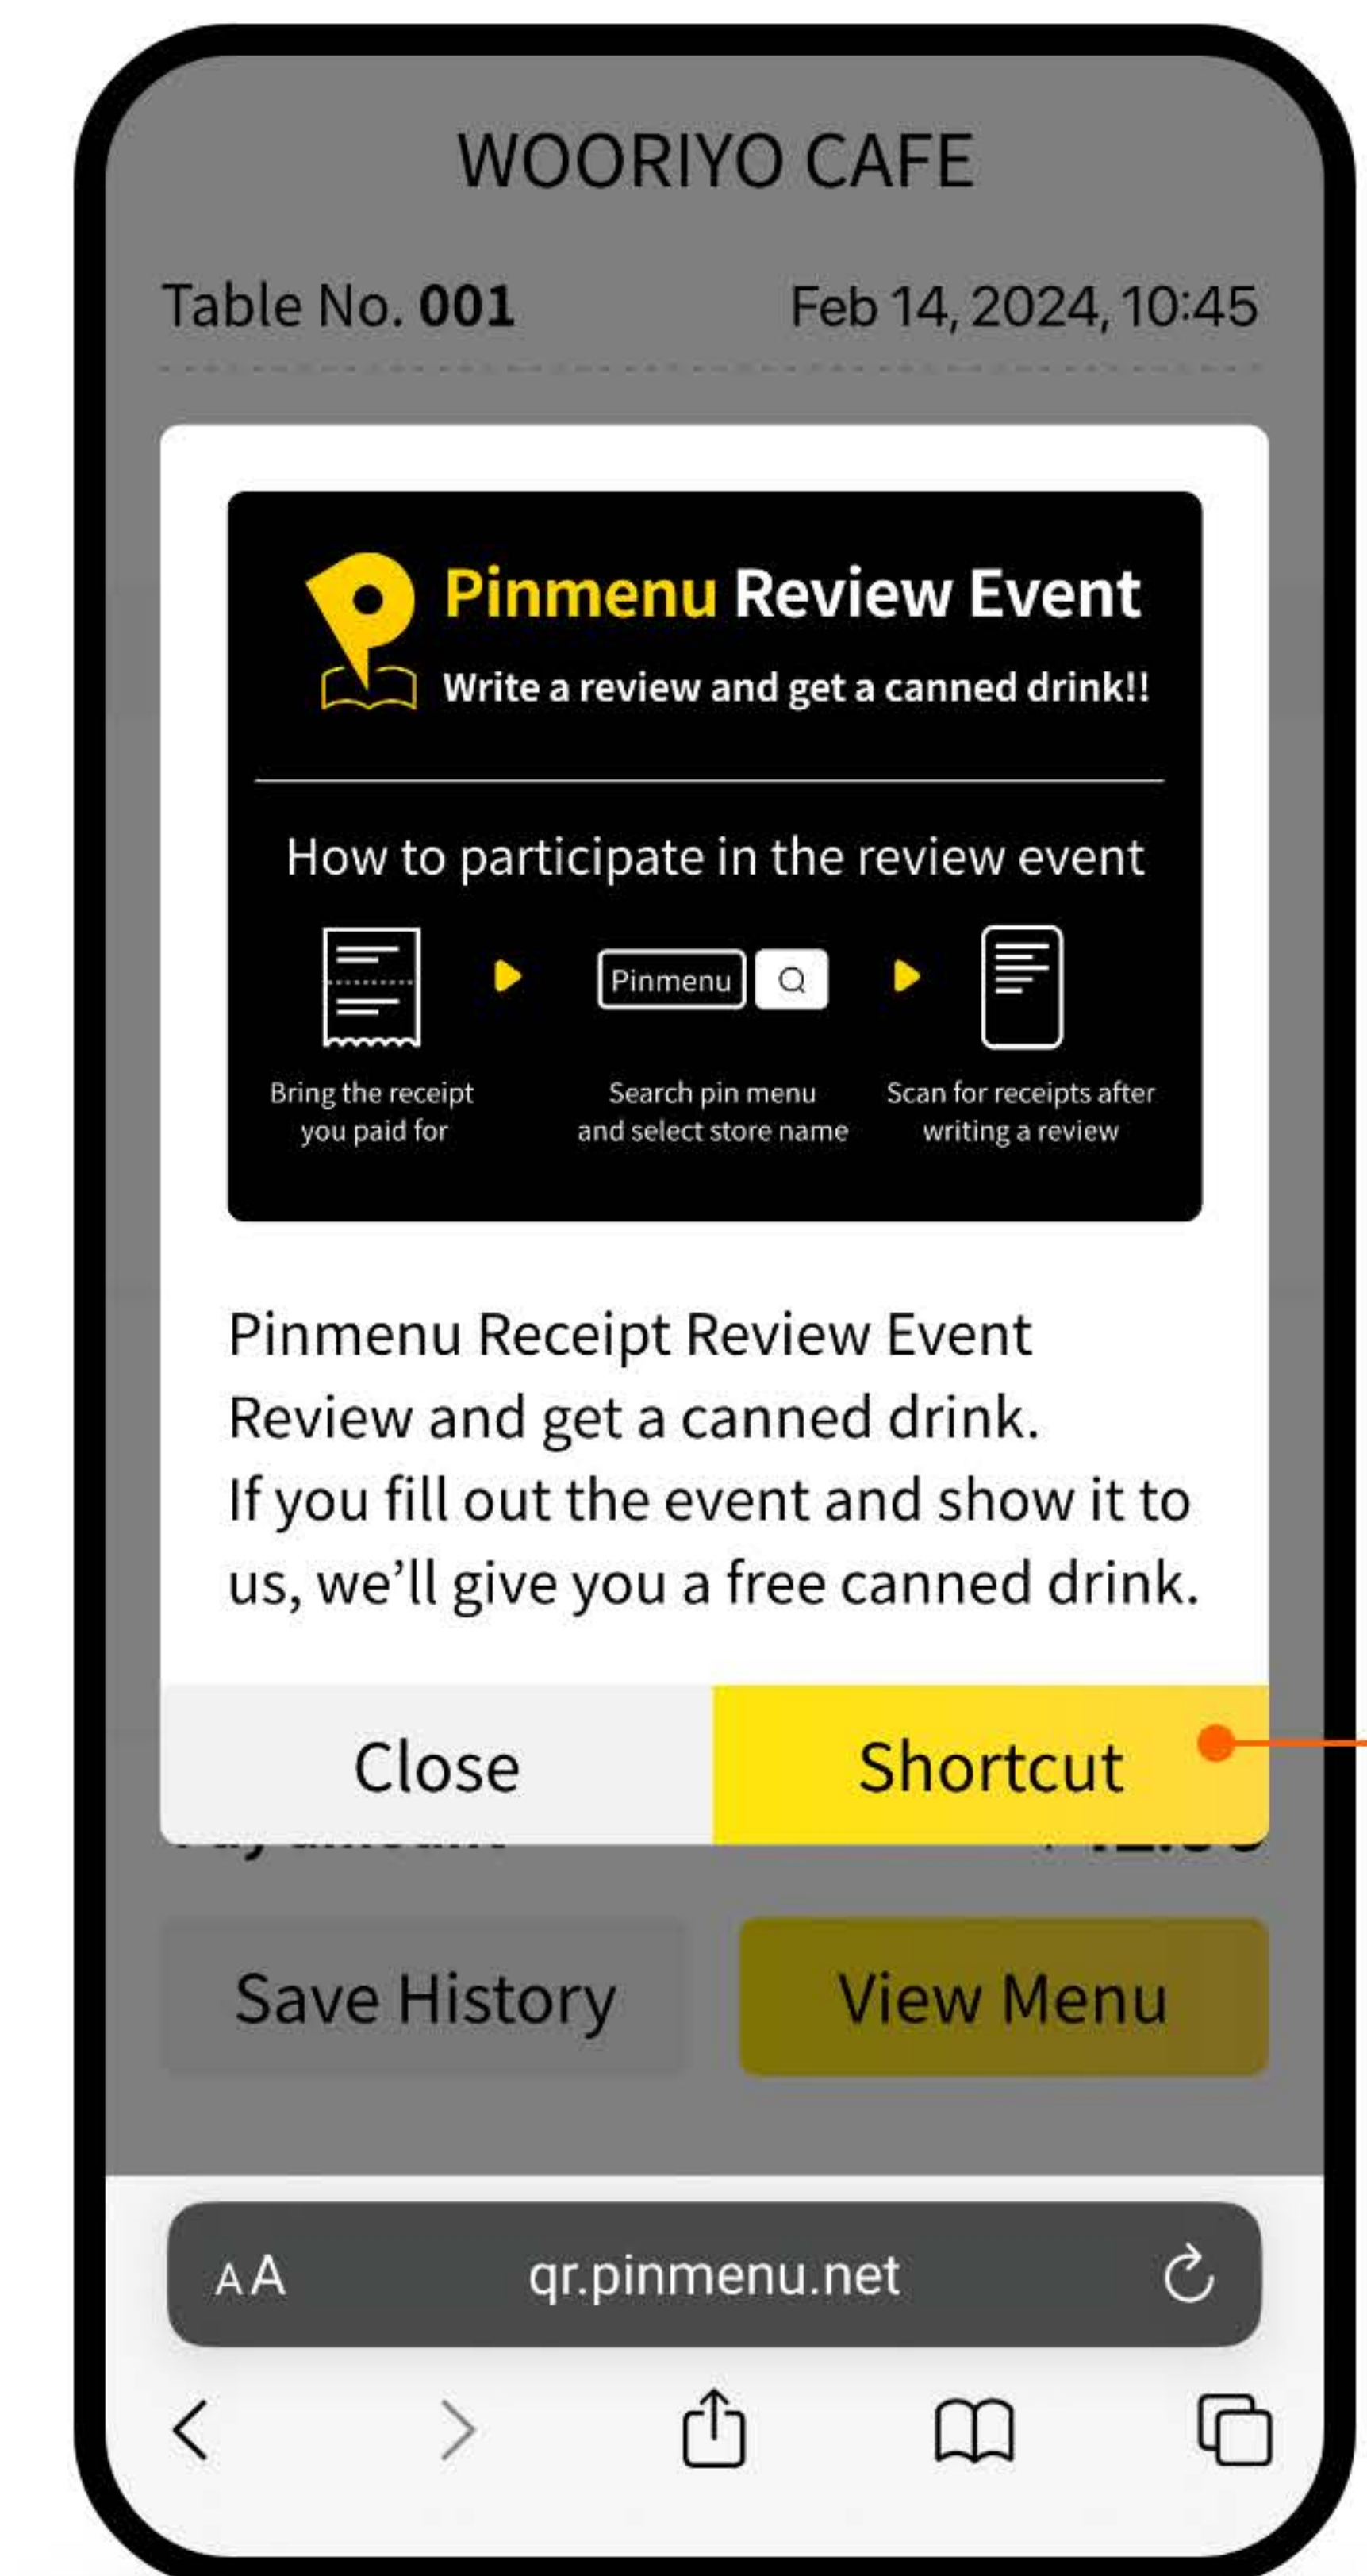 WOORIYO CAFE
Table No. 001 Feb 14, 2024, 10:45
Pinmenu Review Event
Write a review and get a canned drink!!
How to participate in the review event
Pinmenu
Bring the receipt
you paid for
Search pin menu
and select store name
Scan for receipts after
writing a review
Pinmenu Receipt Review Event
Review and get a canned drink.
If you fill out the event and show it to
us, we’ll give you a free canned drink.
Close Shortcut
Save History View Menu
AA qr.pinmenu.net